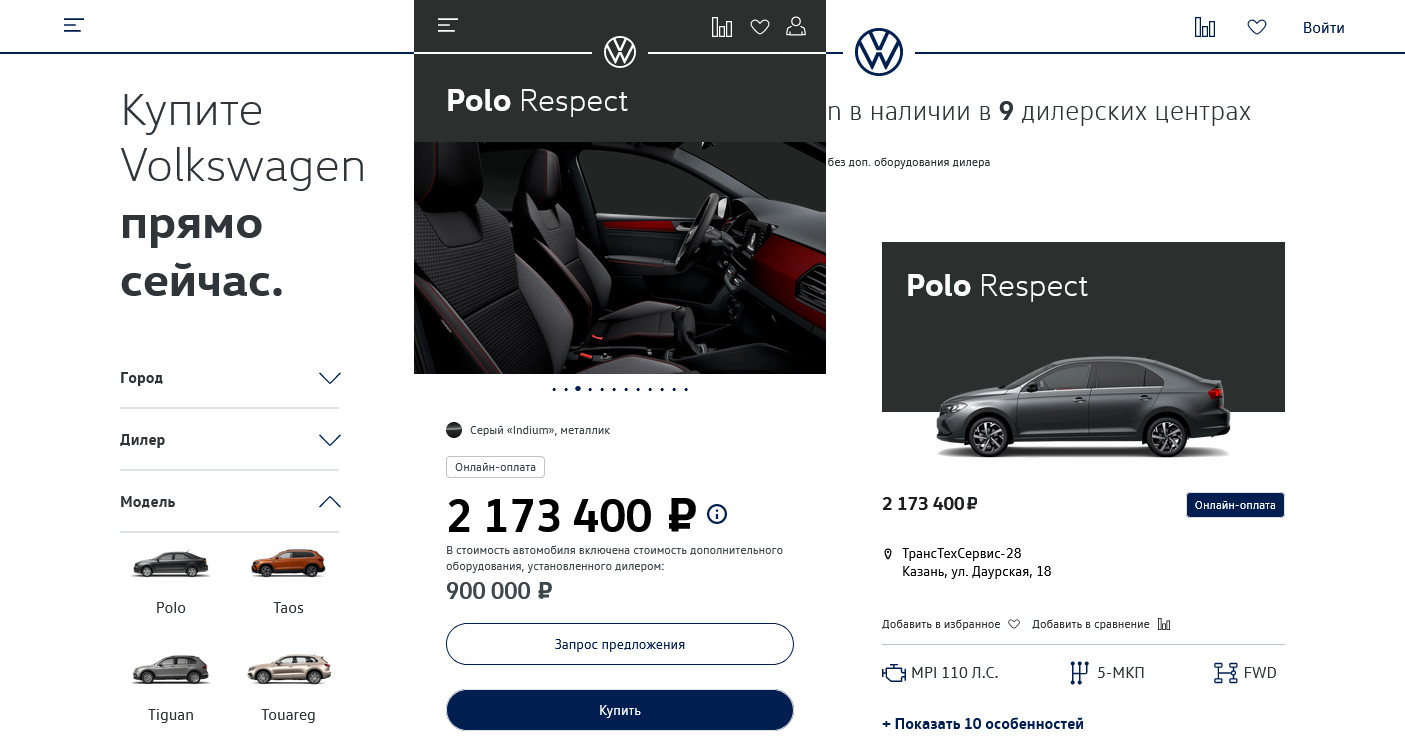 Купите
Volkswagen
прямо
сейчас.
Город
Дилер
Модель
Polo
Taos
Tiguan
Touareg
Polo Respect
Серый «Indium», металлик
Онлайн-оплата
2 173 400 ₽
В стоимость автомобиля включена стоимость дополнительного
оборудования, установленного дилером:
900 000 ₽
Запрос предложения
Купить
Войти
n в наличии в 9 дилерских центрах
без доп. оборудования дилера
Polo Respect
2 173 400 ₽
Онлайн-оплата
ТрансТехСервис-28
Казань, ул. Даурская, 18
Добавить в избранное
Добавить в сравнение
MPI 110 Л.С.
5-МКП
FWD
+ Показать 10 особенностей